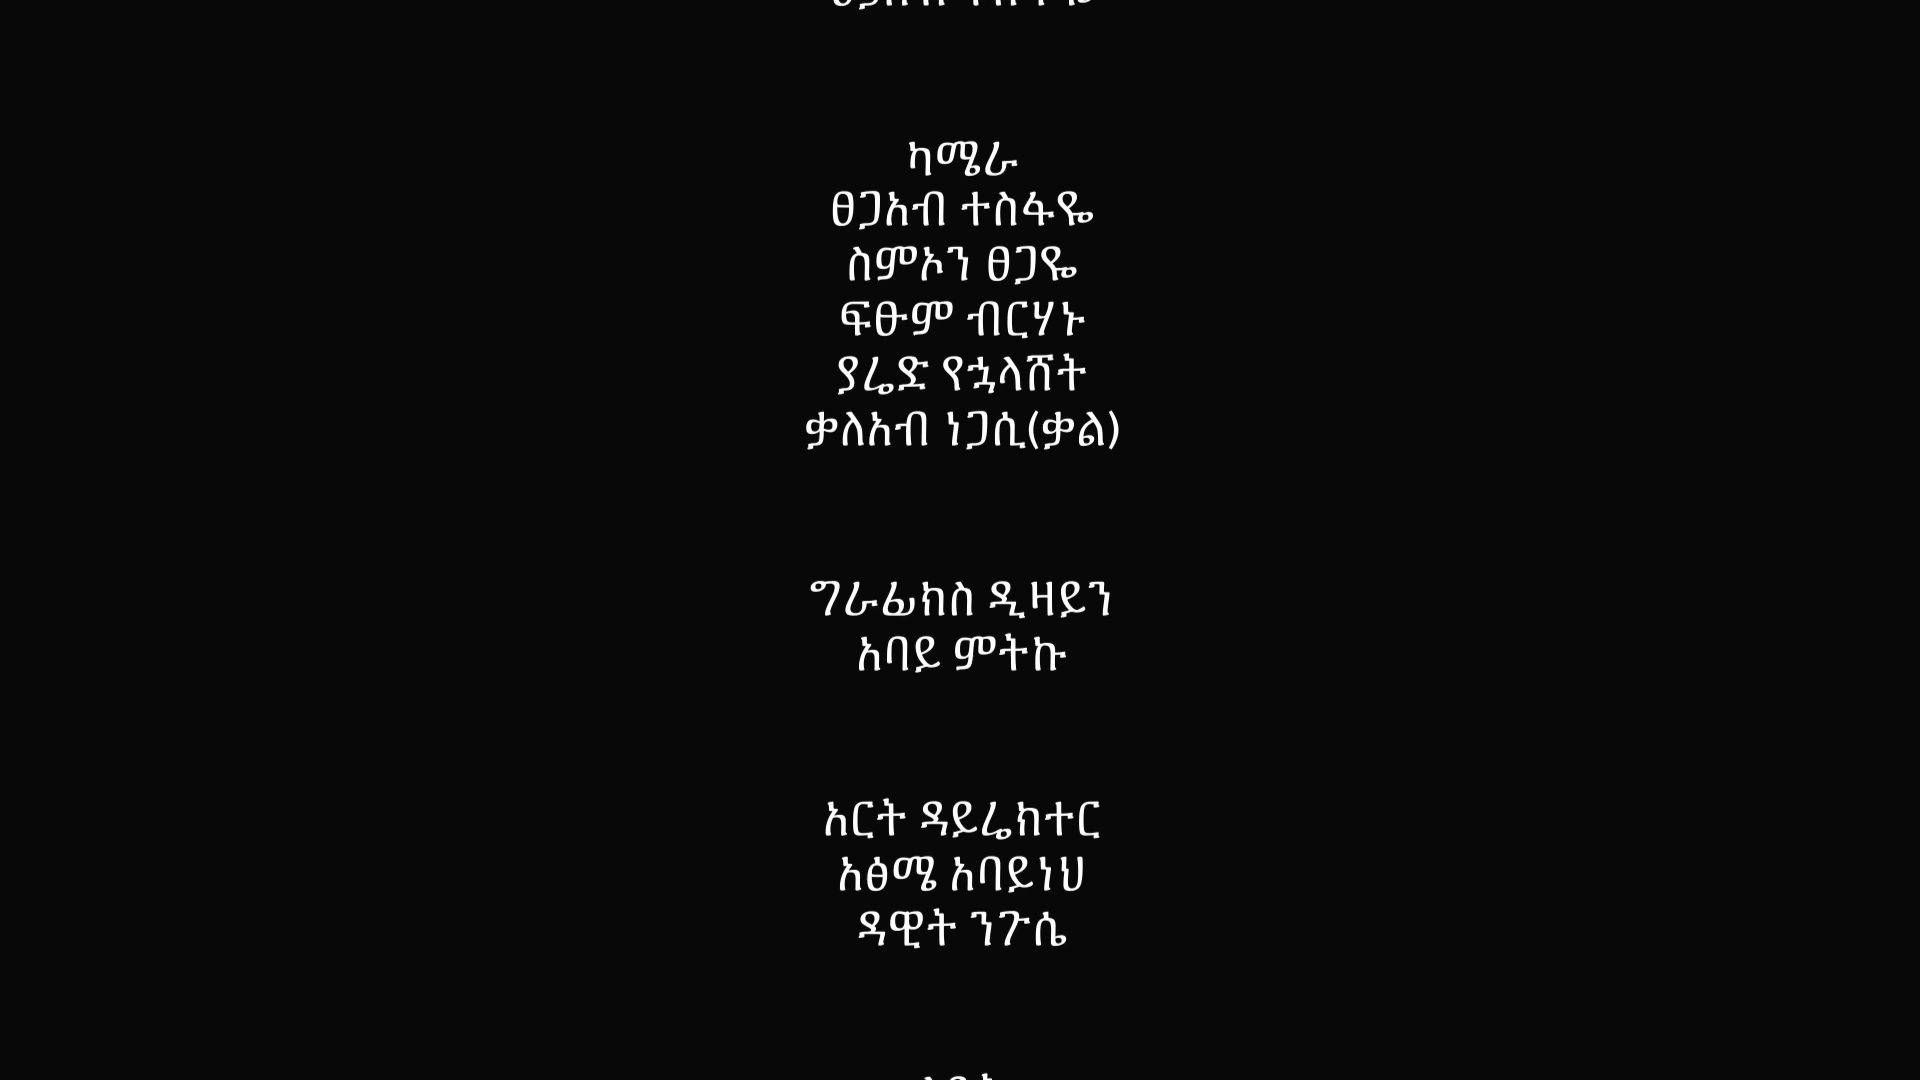 ካሜራ
ፀጋአብ ተስፋዬ
ስምኦን ፀጋዬ
ፍፁም ብርሃኑ
ያሬድ የኋላሸት
ቃለአብ ነጋሲ(ቃል)
ግራፊክስ ዲዛይን
አባይ ምትኩ
አርት ዳይሬክተር
አፅሜ አባይነህ
ዳዊት ንጉሴ